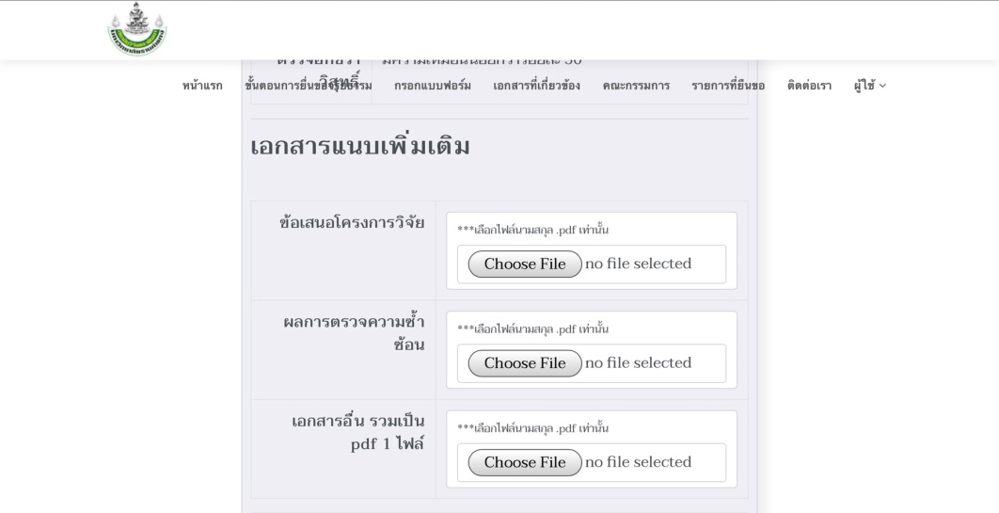 วิสุทธิ์
หน้าแรก ขั้นตอนการยื่นขอจริยธรรม กรอกแบบฟอร์ม เอกสารที่เกี่ยวข้อง คณะกรรมการ รายการที่ยื่นขอ ติดต่อเรา ผู้ใช้
เอกสารแนบเพิ่มเติม
ข้อเสนอโครงการวิจัย
***เลือกไฟล์นามสกุล .pdf เท่านั้น
Choose File no file selected
ผลการตรวจความซ้ำ
ซ้อน
***เลือกไฟล์นามสกุล .pdf เท่านั้น
Choose File no file selected
เอกสารอื่น รวมเป็น
pdf 1 ไฟล์
***เลือกไฟล์นามสกุล .pdf เท่านั้น
Choose File no file selected